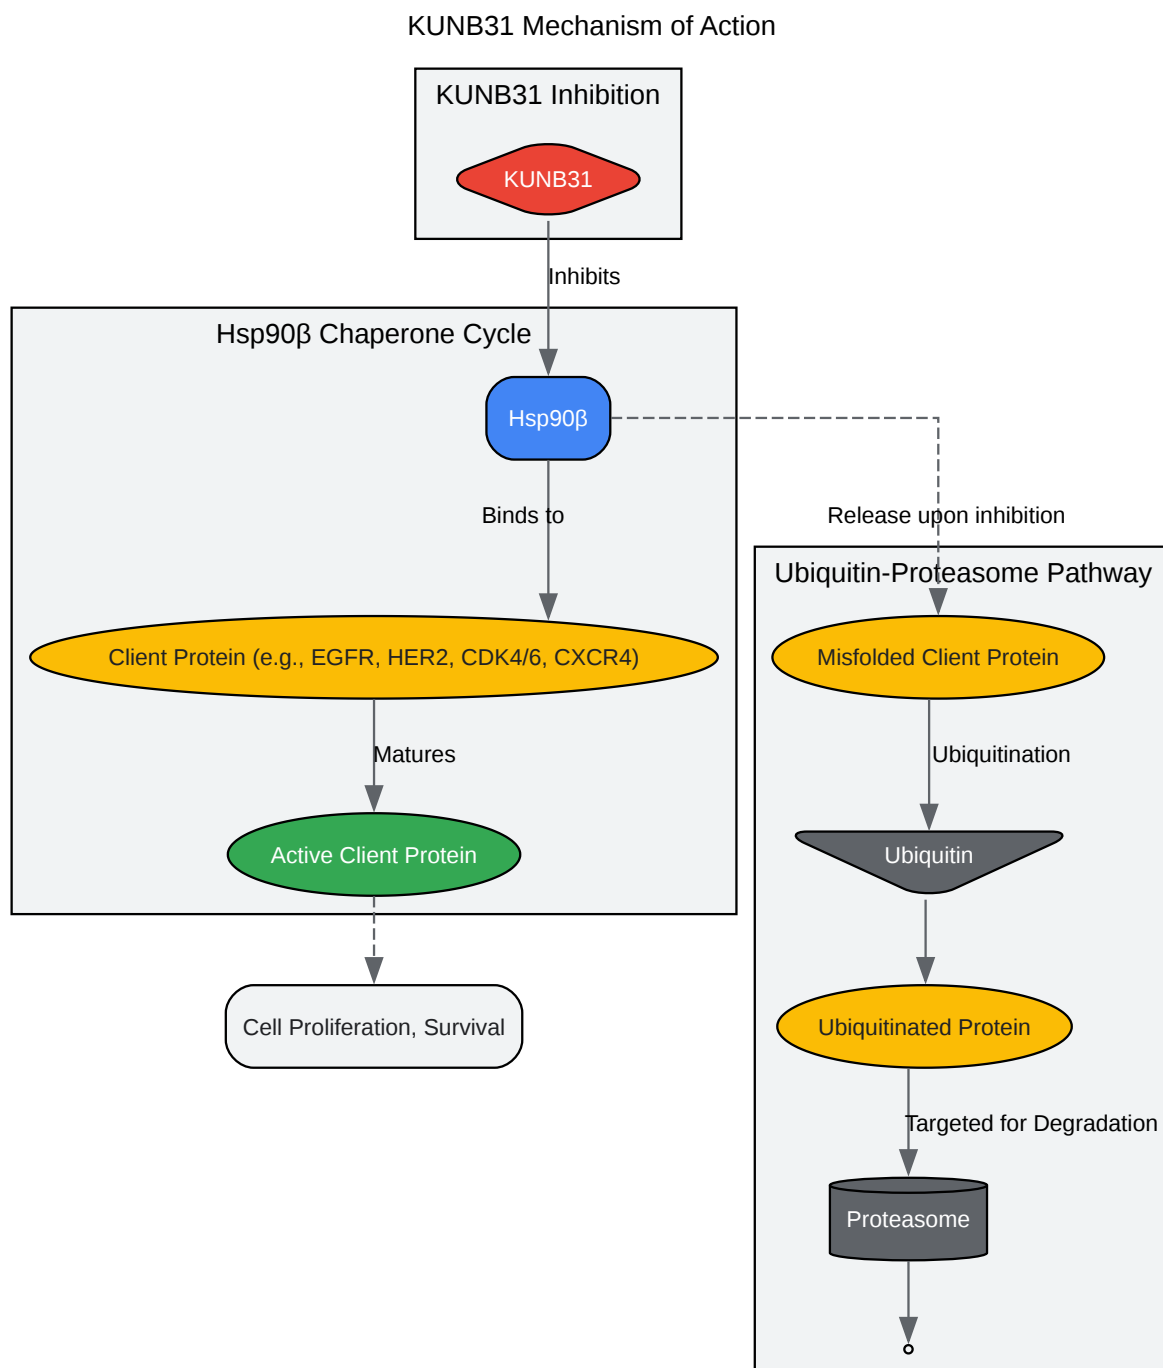 KUNB31 Mechanism of Action
KUNB31 Inhibition
KUNB31
Inhibits
Hsp90β Chaperone Cycle
Hsp90β
Binds to
Release upon inhibition
Ubiquitin-Proteasome Pathway
Client Protein (e.g., EGFR, HER2, CDK4/6, CXCR4)
Misfolded Client Protein
Matures
Ubiquitination
Active Client Protein
Ubiquitin
Cell Proliferation, Survival
Ubiquitinated Protein
Targeted for Degradation
Proteasome